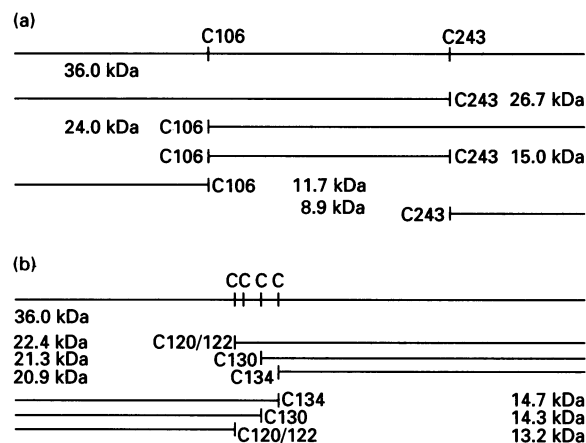 (a)
C106 C243
36.0 kDa
C243 26.7 kDa
24.0 kDa C106
C106 C243 15.0 kDa
C106 11.7 kDa
8.9 kDa C243
(b)
CC C C
36.0 kDa
22.4 kDa C120/122
21.3 kDa C130
20.9 kDa C134
C134 14.7 kDa
C130 14.3 kDa
C120/122 13.2 kDa